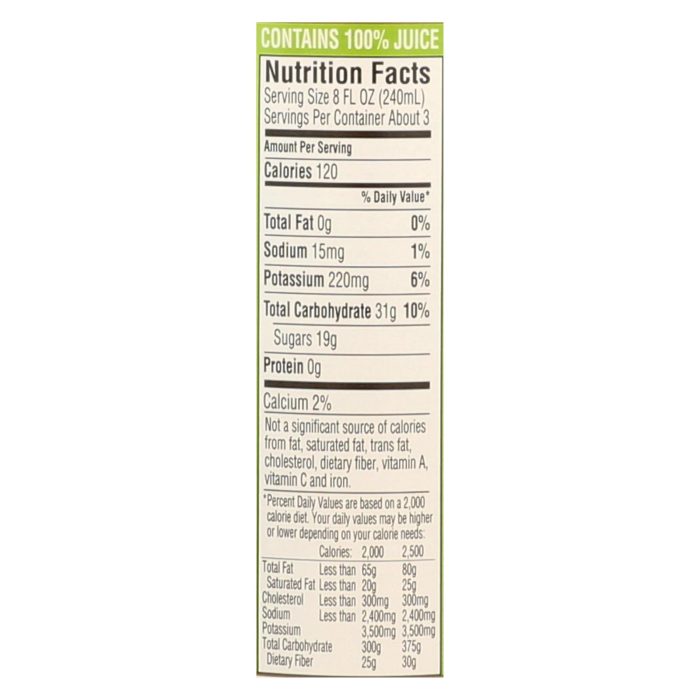 CONTAINS 100% JUICE
Nutrition Facts
Serving Size 8 FL OZ (240mL)
Servings Per Container About 3
Amount Per Serving
Calories 120
% Daily Value*
Total Fat 0g 0%
Sodium 15mg 1%
Potassium 220mg 6%
Total Carbohydrate 31g 10%
Sugars 19g
Protein 0g
Calcium 2%
Not a significant source of calories
from fat, saturated fat, trans fat,
cholesterol, dietary fiber, vitamin A,
vitamin C and iron.
*Percent Daily Values are based on a 2,000
calorie diet. Your daily values may be higher
or lower depending on your calorie needs:
Calories: 2,000 2,500
Total Fat Less than 65g 80g
Saturated Fat Less than 20g 25g
Cholesterol Less than 300mg 300mg
Sodium Less than 2,400mg 2,400mg
Potassium 3,500mg 3,500mg
Total Carbohydrate 300g 375g
Dietary Fiber 25g 30g